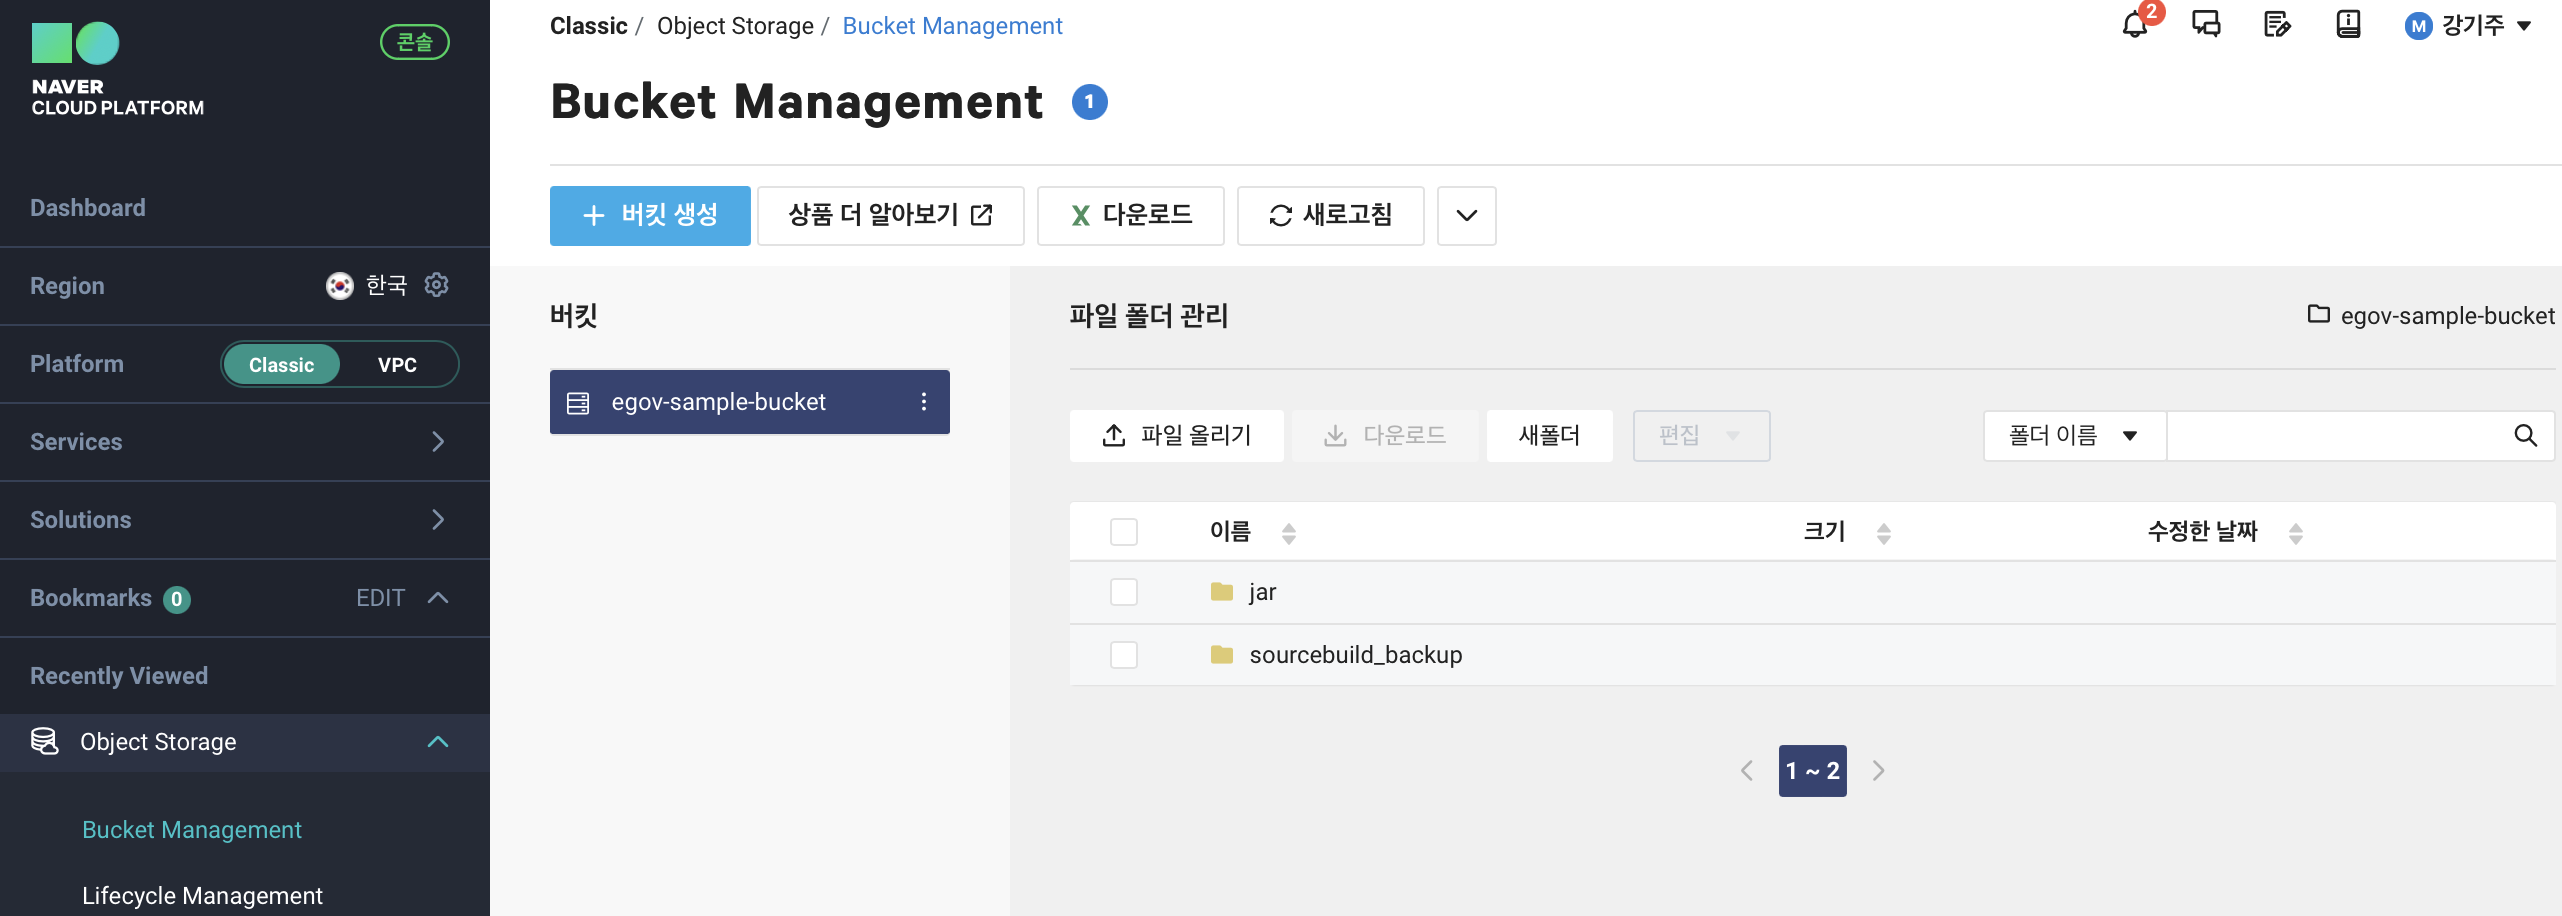 NAVER
CLOUD PLATFORM
콘솔
Dashboard
Region 한국
Platform Classic VPC
Services
Solutions
Bookmarks 0 EDIT
Recently Viewed
Object Storage
Bucket Management
Lifecycle Management
Classic / Object Storage / Bucket Management
2
M 강기주
Bucket Management 1
+ 버킷 생성 상품 더 알아보기 X 다운로드 새로고침
버킷
egov-sample-bucket
파일 폴더 관리 egov-sample-bucket
파일 올리기 다운로드 새폴더 편집 폴더 이름
이름 크기 수정한 날짜
jar
sourcebuild_backup
1 ~ 2